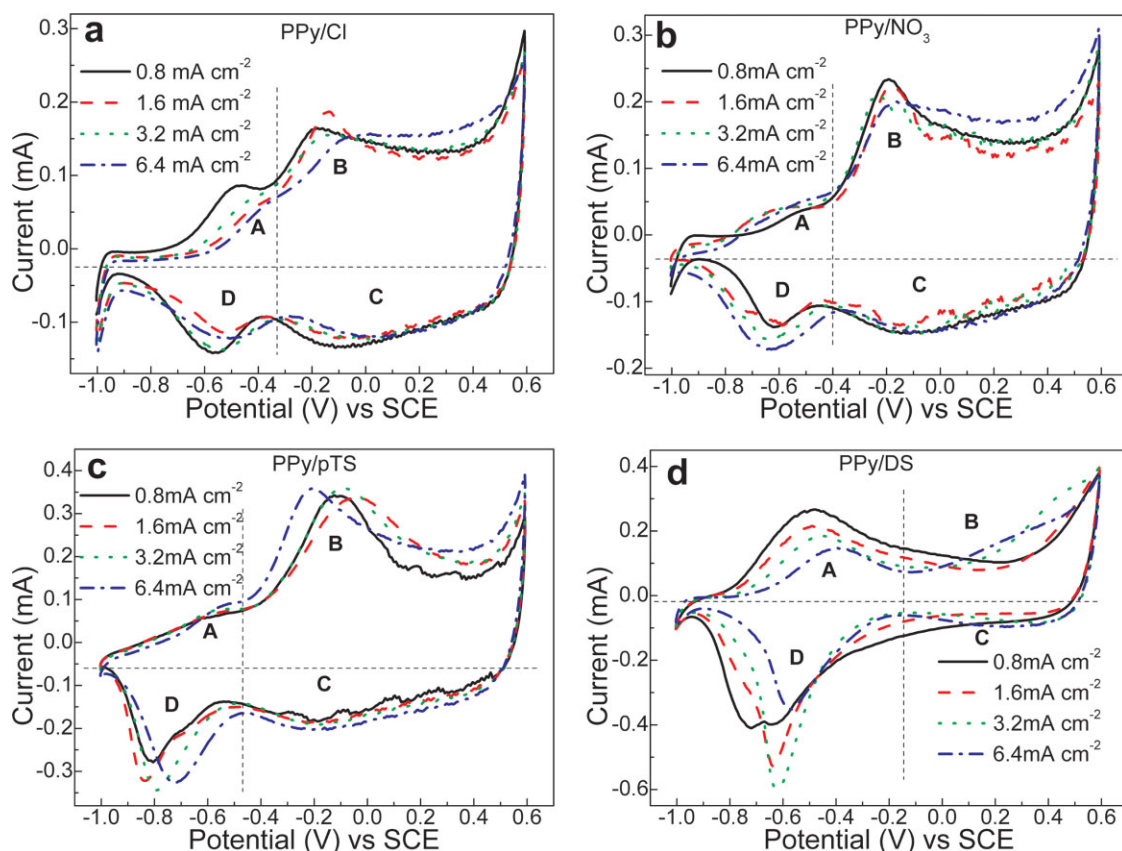 a
PPy/Cl
0.8 mA cm-2
1.6 mA cm-2
3.2 mA cm-2
6.4 mA cm-2
A
B
C
D
0.3
0.2
0.1
0.0
-0.1
Current (mA)
-1.0 -0.8 -0.6 -0.4 -0.2 0.0 0.2 0.4 0.6
Potential (V) vs SCE
b
PPy/NO3
0.8mA cm-2
1.6mA cm-2
3.2mA cm-2
6.4mA cm-2
A
B
C
D
0.3
0.2
0.1
0.0
-0.1
-0.2
Current (mA)
-1.0 -0.8 -0.6 -0.4 -0.2 0.0 0.2 0.4 0.6
Potential (V) vs SCE
c
PPy/pTS
0.8mA cm-2
1.6mA cm-2
3.2mA cm-2
6.4mA cm-2
A
B
C
D
0.4
0.3
0.2
0.1
0.0
-0.1
-0.2
-0.3
Current (mA)
-1.0 -0.8 -0.6 -0.4 -0.2 0.0 0.2 0.4 0.6
Potential (V) vs SCE
d
PPy/DS
B
A
C
D
0.8mA cm-2
1.6mA cm-2
3.2mA cm-2
6.4mA cm-2
0.4
0.2
0.0
-0.2
-0.4
-0.6
Current (mA)
-1.0 -0.8 -0.6 -0.4 -0.2 0.0 0.2 0.4 0.6
Potential (V) vs SCE